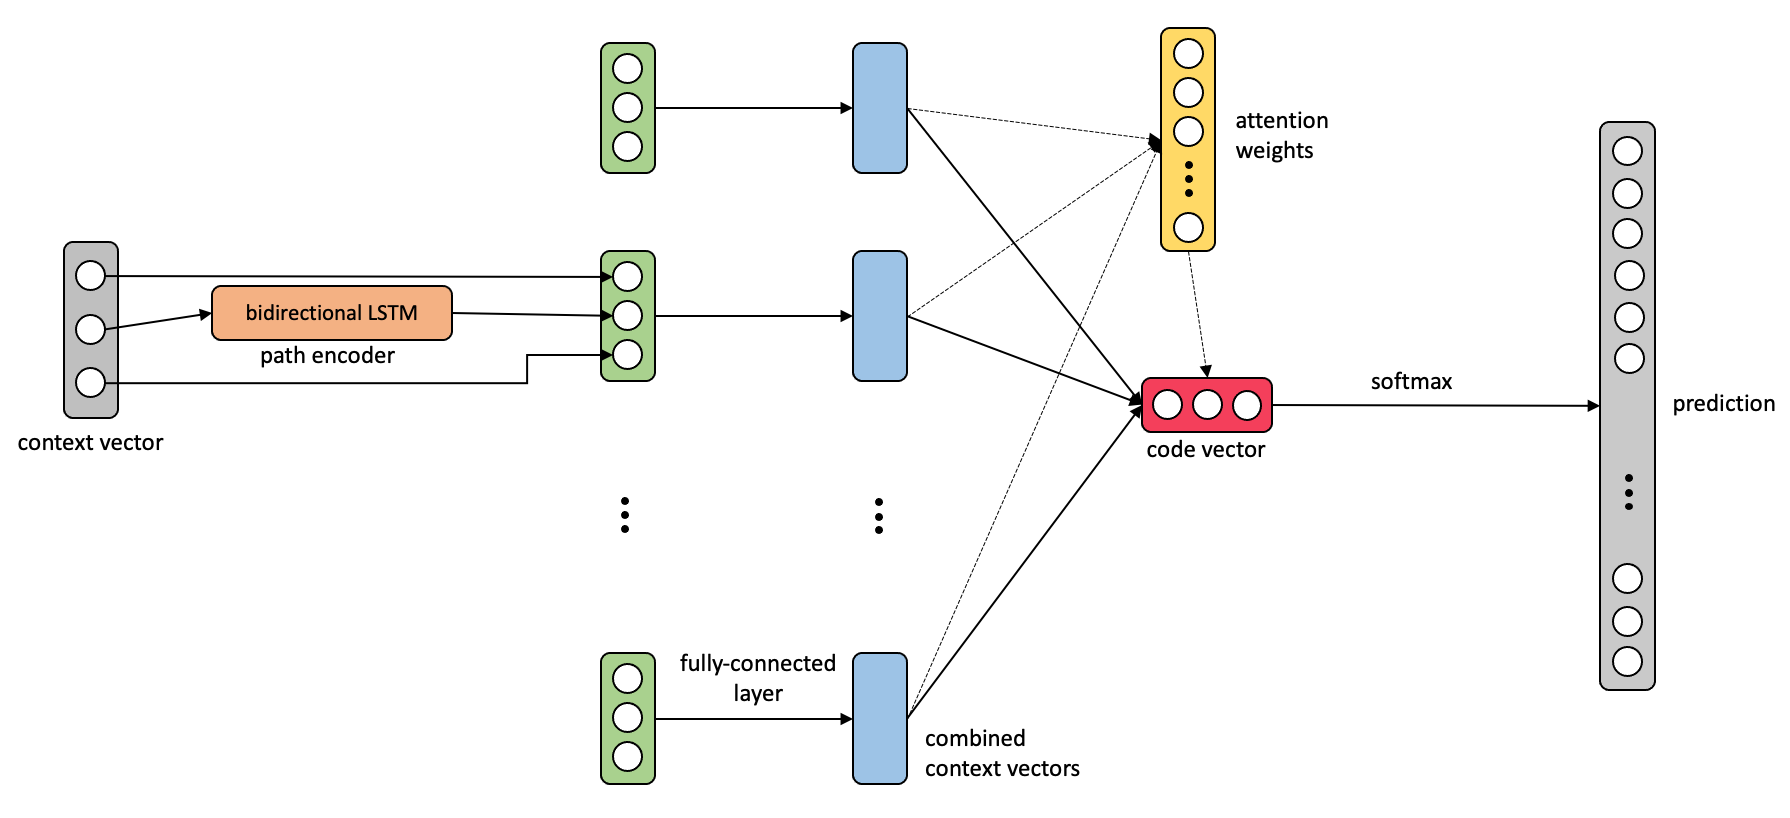 attention
weights
bidirectional LSTM
path encoder
context vector
softmax
prediction
code vector
fully-connected
layer
combined
context vectors